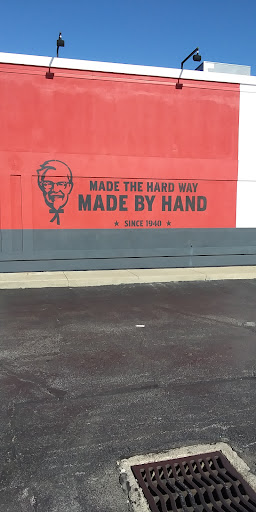 MADE THE HARD WAY
MADE BY HAND
★ SINCE 1940 ★